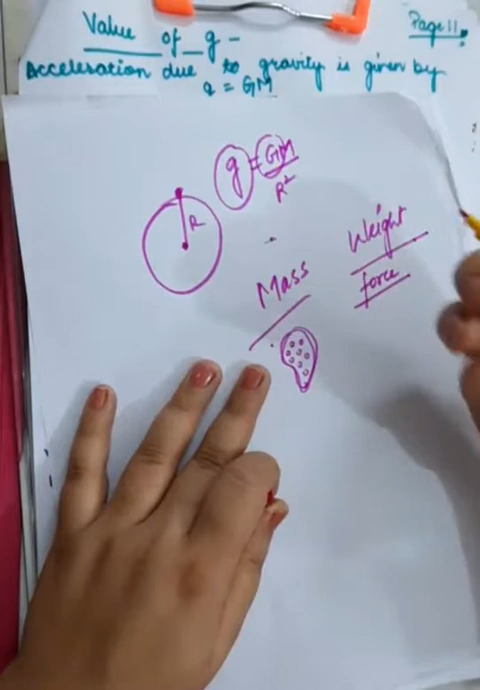 Value of g -
Page 11.
Acceleration due to gravity is given by
g = GM
g = GM
R²
R
Weight
force
Mass